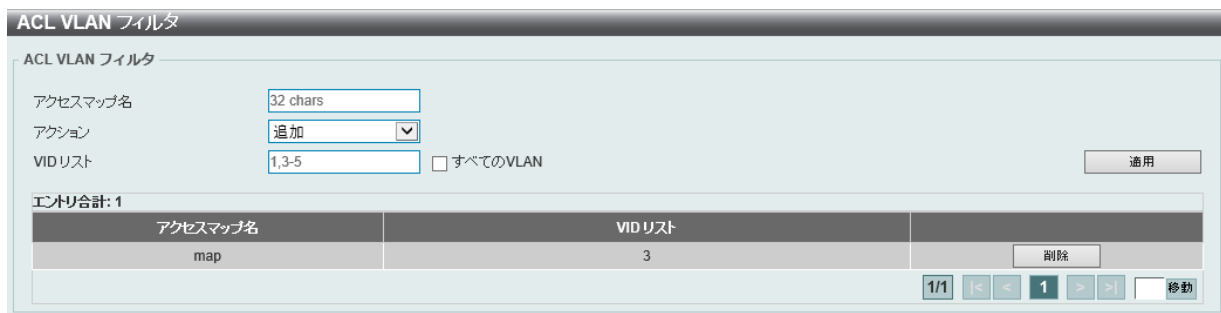 ACL VLAN フィルタ
ACL VLAN フィルタ
アクセスマップ名 32 chars
アクション 追加
VID リスト 1,3-5 すべてのVLAN 適用
エントリ合計: 1
アクセスマップ名 VID リスト
map 3 削除
1/1 |< < 1 > >| 移動